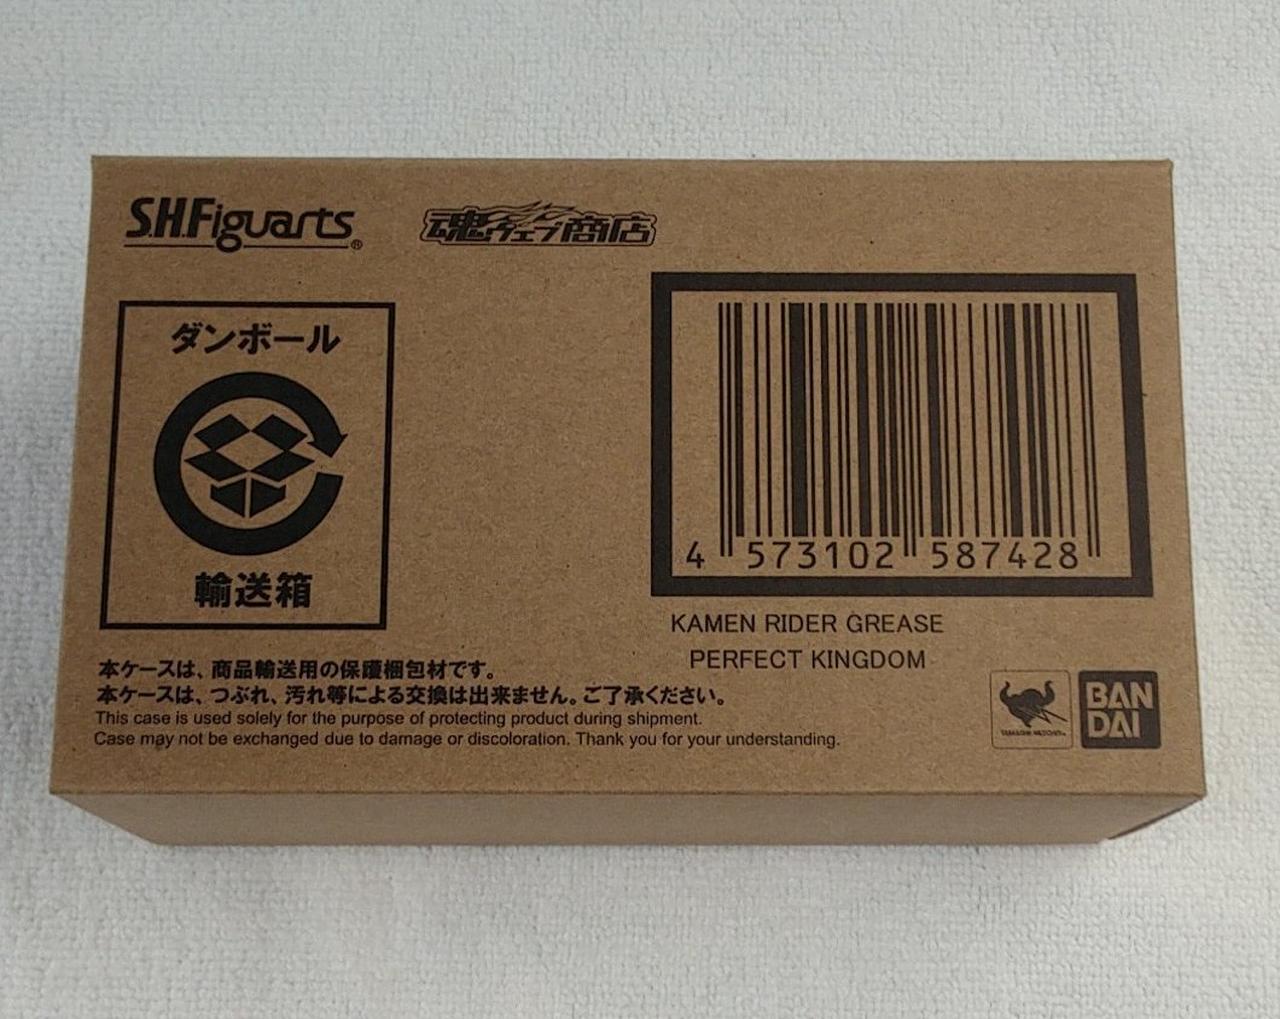 S.H.Figuarts®
魂ウェブ商店
ダンボール
輸送箱
4 573102 587428
KAMEN RIDER GREASE
PERFECT KINGDOM
本ケースは、商品輸送用の保護梱包材です。
本ケースは、つぶれ、汚れ等による交換は出来ません。ご了承ください。
This case is used solely for the purpose of protecting product during shipment.
Case may not be exchanged due to damage or discoloration. Thank you for your understanding.
TAMASHII NATIONS
BAN
DAI